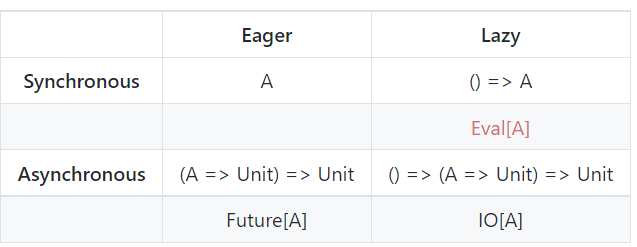 Eager Lazy
Synchronous A () => A
Eval[A]
Asynchronous (A => Unit) => Unit () => (A => Unit) => Unit
Future[A] IO[A]